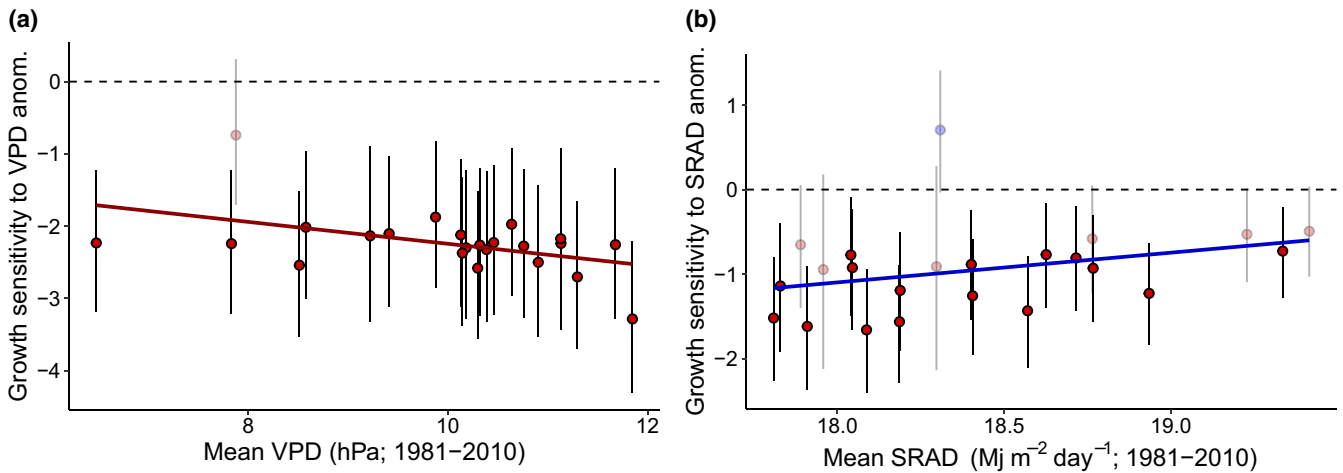 (a)
Growth sensitivity to VPD anom.
0
−1
−2
−3
−4
8
10
12
Mean VPD (hPa; 1981−2010)
(b)
Growth sensitivity to SRAD anom.
1
0
−1
−2
18.0
18.5
19.0
Mean SRAD (Mj m⁻² day⁻¹; 1981−2010)